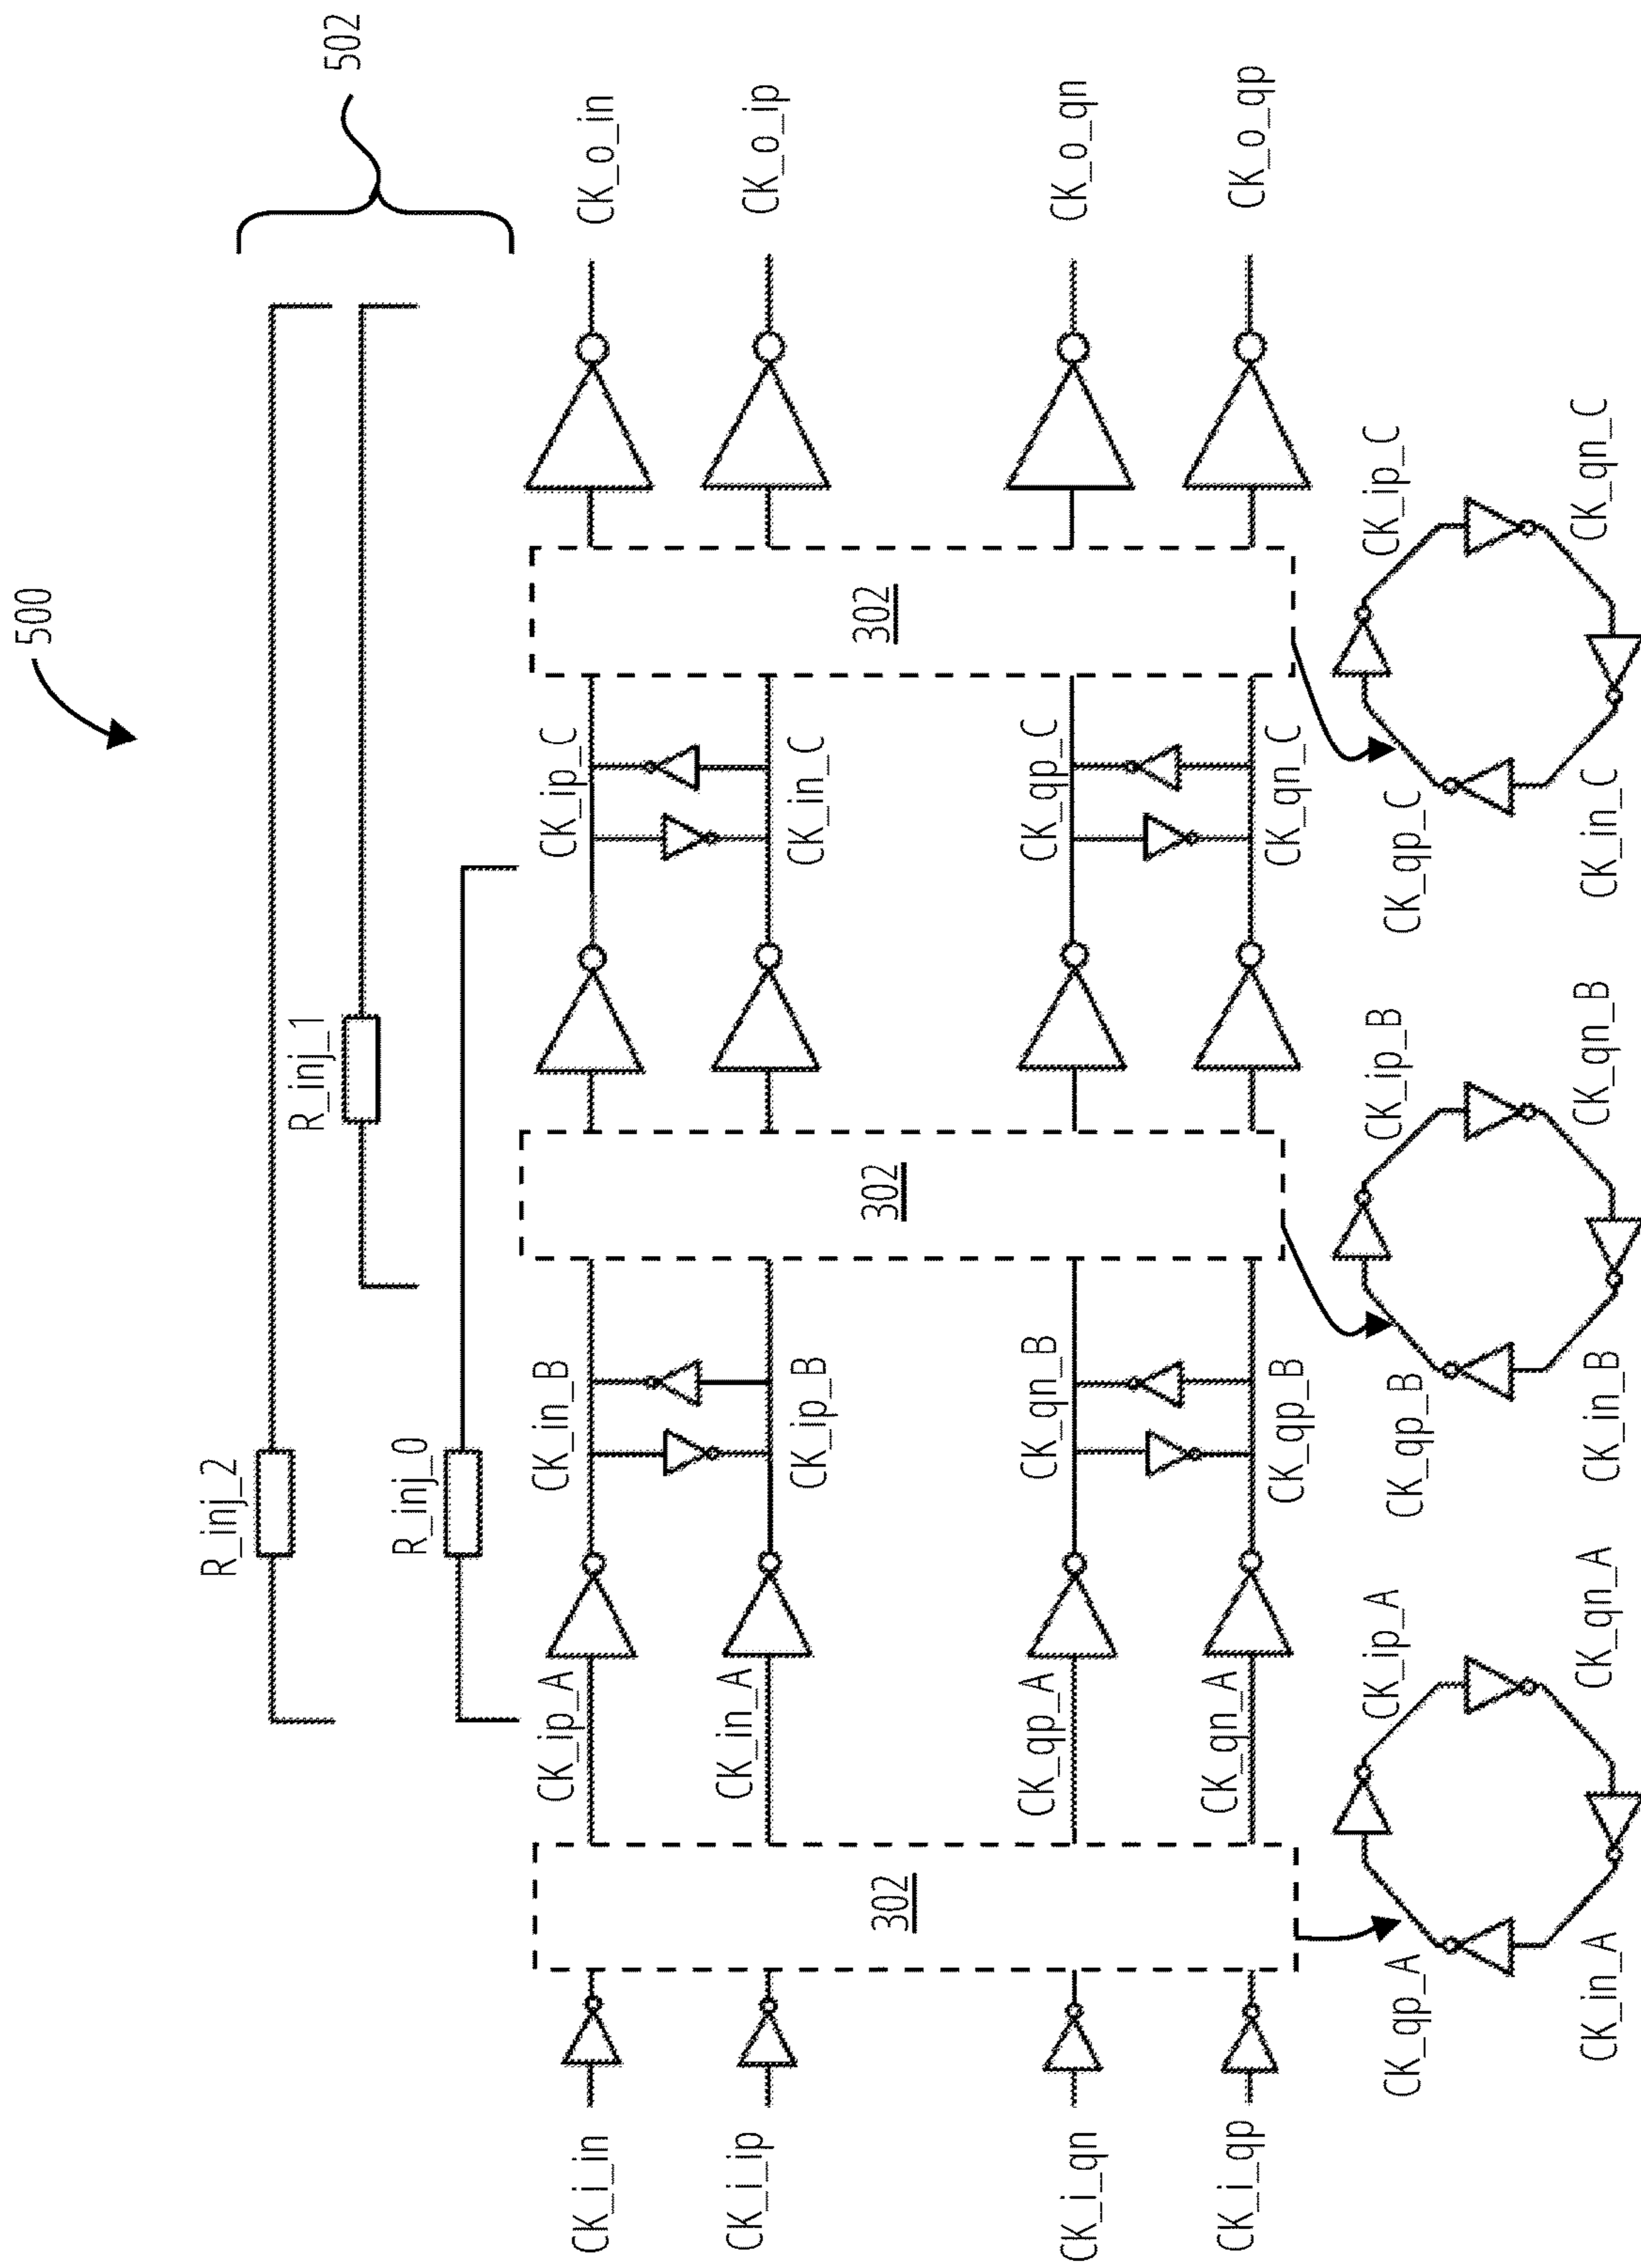 500
502
R_inj_2
R_inj_1
R_inj_0
CK_i_in
CK_ip_A
CK_in_B
CK_ip_C
CK_o_in
CK_i_ip
CK_in_A
CK_ip_B
CK_in_C
CK_o_ip
302
302
302
CK_i_qn
CK_qp_A
CK_qn_B
CK_qp_C
CK_o_qn
CK_i_qp
CK_qn_A
CK_qp_B
CK_qn_C
CK_o_qp
CK_qp_A
CK_ip_A
CK_in_A
CK_qn_A
CK_qp_B
CK_ip_B
CK_in_B
CK_qn_B
CK_qp_C
CK_ip_C
CK_in_C
CK_qn_C